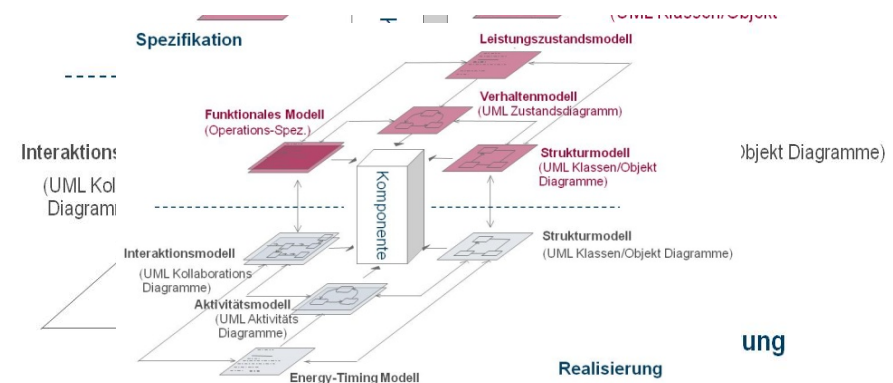 (UML Klassen/Objekt
Spezifikation
Leistungszustandsmodell
Verhaltenmodell
(UML Zustandsdiagramm)
Funktionales Modell
(Operations-Spez.)
Interaktions
Strukturmodell
(UML Klassen/Objekt
Diagramme)
Objekt Diagramme)
(UML Kol
Diagram
Komponente
Interaktionsmodell
(UML Kollaborations
Diagramme)
Strukturmodell
(UML Klassen/Objekt Diagramme)
Aktivitätsmodell
(UML Aktivitäts
Diagramme)
ung
Realisierung
Energy-Timing Modell